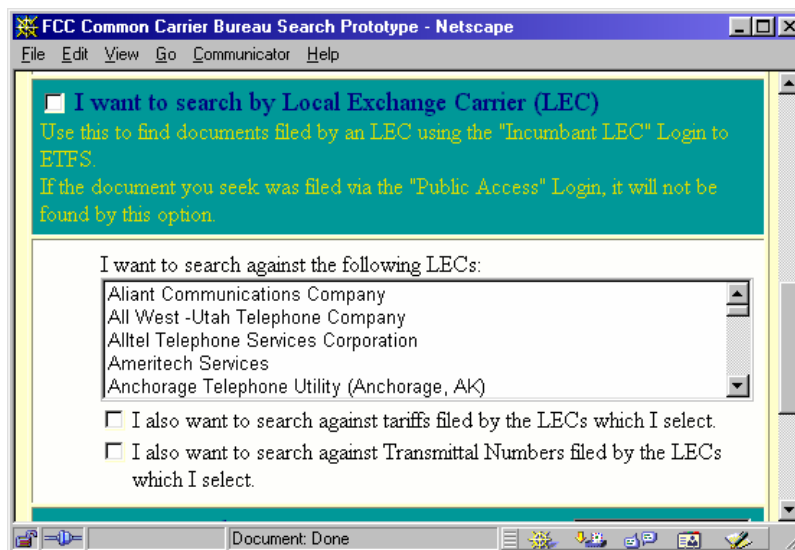 FCC Common Carrier Bureau Search Prototype - Netscape
File Edit View Go Communicator Help
I want to search by Local Exchange Carrier (LEC)
Use this to find documents filed by an LEC using the "Incumbant LEC" Login to
ETFS.
If the document you seek was filed via the "Public Access" Login, it will not be
found by this option.
I want to search against the following LECs:
Aliant Communications Company
All West -Utah Telephone Company
Alltel Telephone Services Corporation
Ameritech Services
Anchorage Telephone Utility (Anchorage, AK)
I also want to search against tariffs filed by the LECs which I select.
I also want to search against Transmittal Numbers filed by the LECs
which I select.
Document: Done